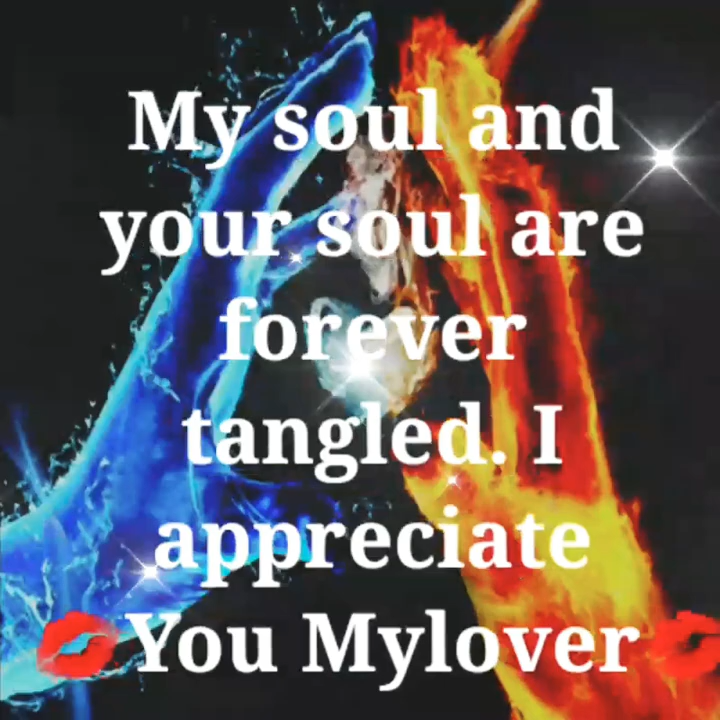 My soul and
your soul are
forever
tangled. I
appreciate
💋You Mylover💋